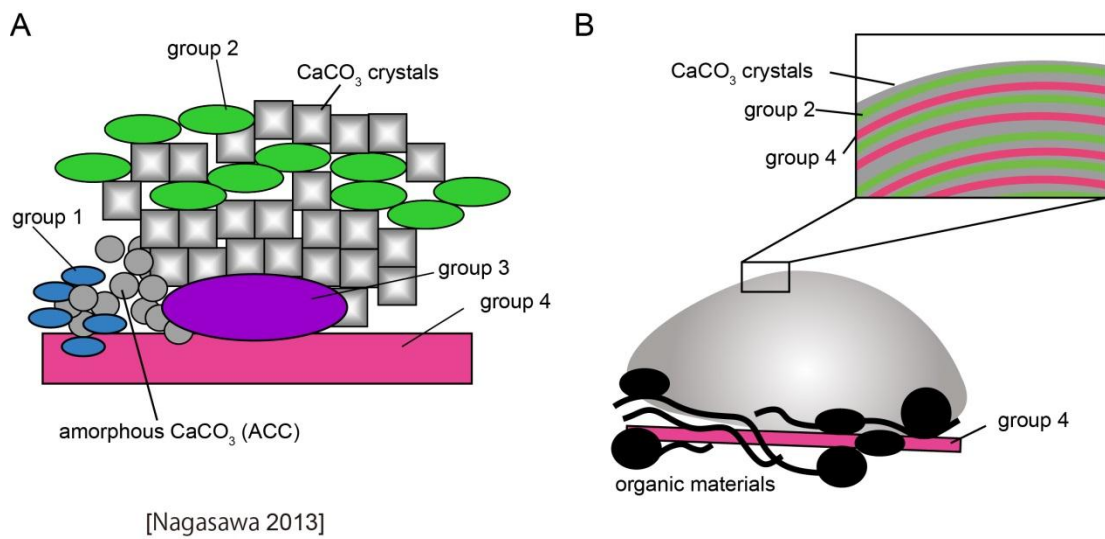 A
group 2
CaCO₃ crystals
group 1
group 3
group 4
amorphous CaCO₃ (ACC)
[Nagasawa 2013]
B
CaCO₃ crystals
group 2
group 4
group 4
organic materials